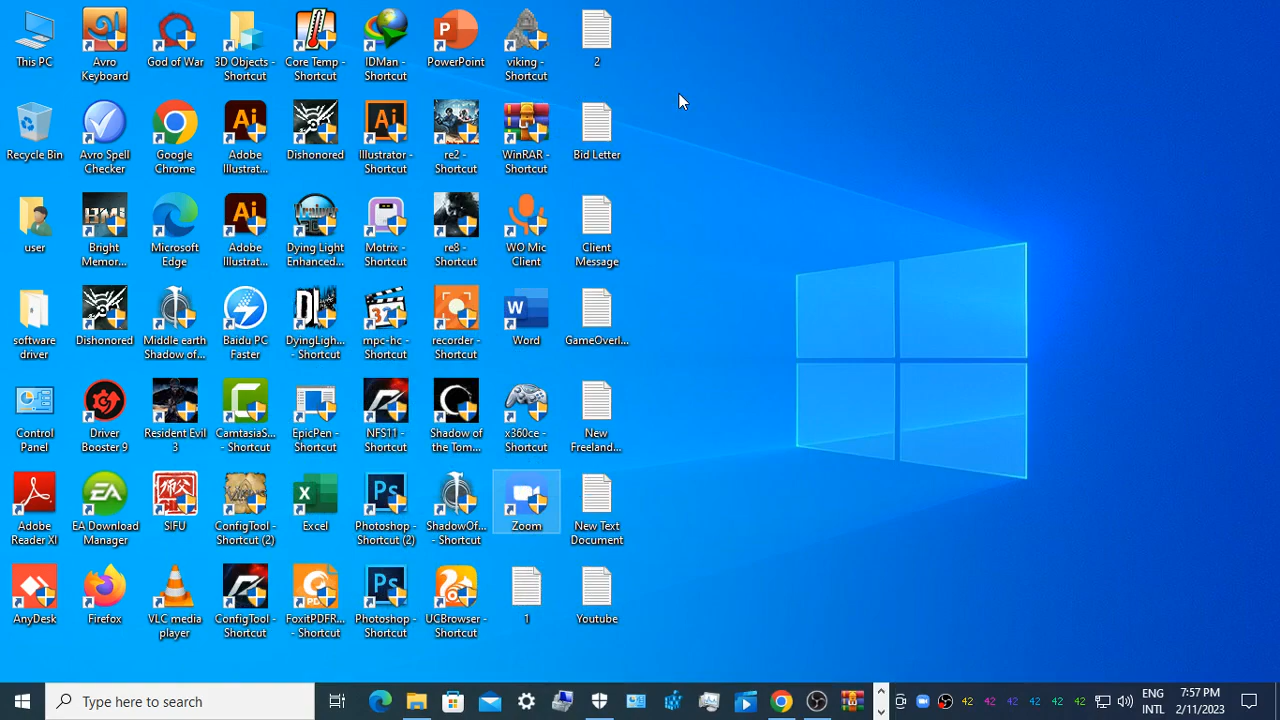 This PC
Avro Keyboard
God of War
3D Objects - Shortcut
Core Temp - Shortcut
IDMan - Shortcut
PowerPoint
viking - Shortcut
2
Recycle Bin
Avro Spell Checker
Google Chrome
Adobe Illustrat...
Dishonored
Illustrator - Shortcut
re2 - Shortcut
WinRAR - Shortcut
Bid Letter
user
Bright Memor...
Microsoft Edge
Adobe Illustrat...
Dying Light Enhanced...
Motrix - Shortcut
re8 - Shortcut
WO Mic Client
Client Message
software driver
Dishonored
Middle earth Shadow of...
Baidu PC Faster
DyingLigh... - Shortcut
mpc-hc - Shortcut
recorder - Shortcut
Word
GameOverl...
Control Panel
Driver Booster 9
Resident Evil 3
CamtasiaS... - Shortcut
EpicPen - Shortcut
NFS11 - Shortcut
Shadow of the Tom...
x360ce - Shortcut
New Freeland...
Adobe Reader XI
EA Download Manager
SIFU
ConfigTool - Shortcut (2)
Excel
Photoshop - Shortcut (2)
ShadowOf... - Shortcut
Zoom
New Text Document
AnyDesk
Firefox
VLC media player
ConfigTool - Shortcut
FoxitPDFR... - Shortcut
Photoshop - Shortcut
UCBrowser - Shortcut
1
Youtube
Type here to search
42 42 42 42 42 42
ENG
INTL
7:57 PM
2/11/2023